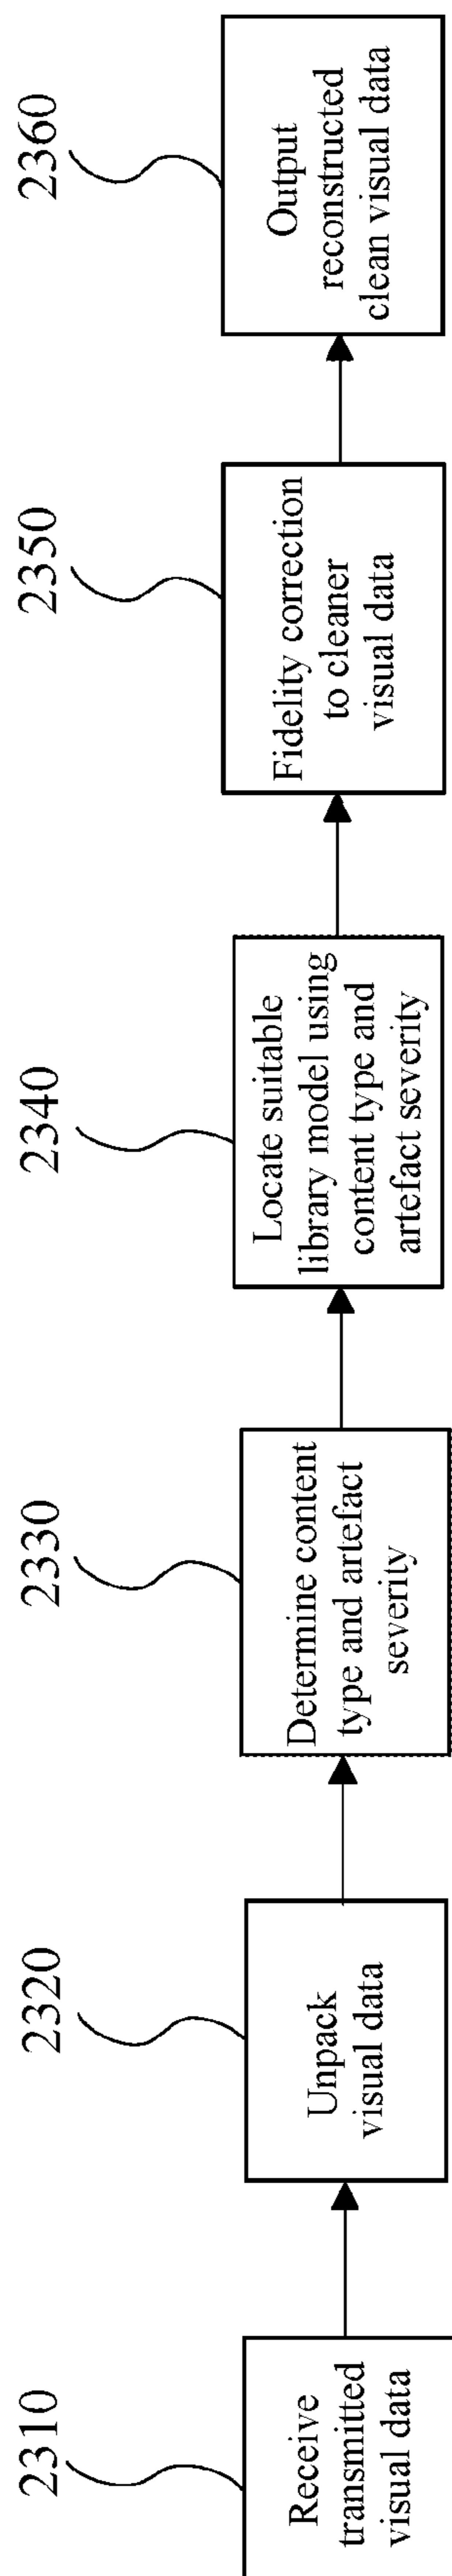 2310
Receive
transmitted
visual data
2320
Unpack
visual data
2330
Determine content
type and artefact
severity
2340
Locate suitable
library model using
content type and
artefact severity
2350
Fidelity correction
to cleaner
visual data
2360
Output
reconstructed
clean visual data